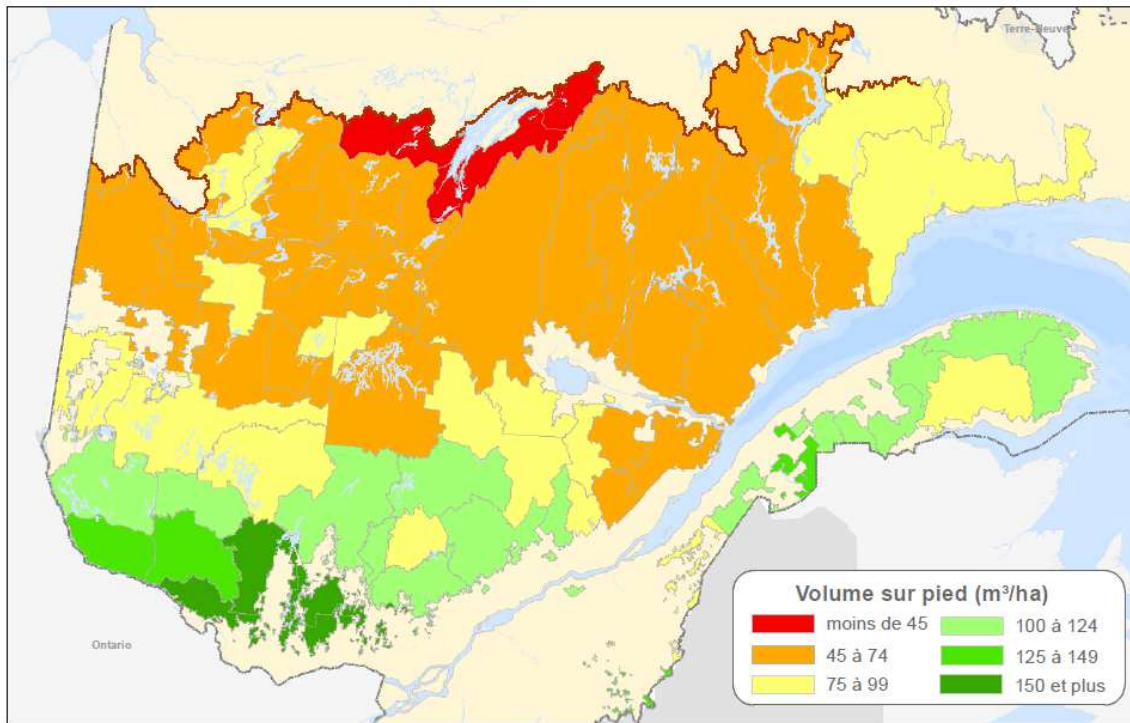 Terre-Neuve
Ontario
Volume sur pied (m³/ha)
moins de 45
45 à 74
75 à 99
100 à 124
125 à 149
150 et plus